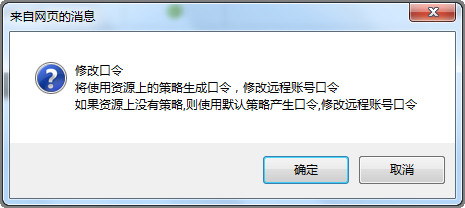 来自网页的消息
修改口令
将使用资源上的策略生成口令，修改远程账号口令
如果资源上没有策略,则使用默认策略产生口令,修改远程账号口令
确定
取消